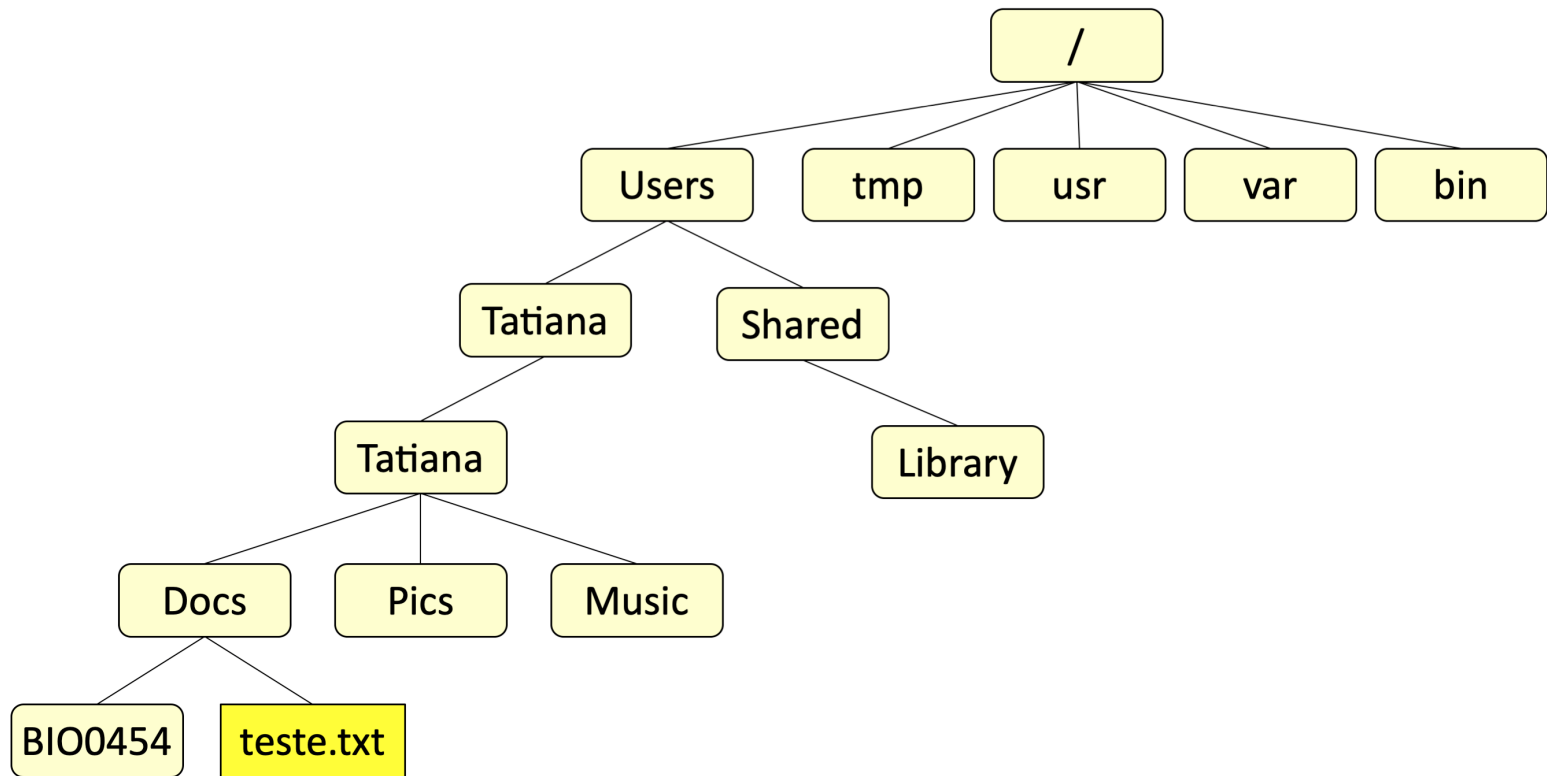 /
Users
tmp
usr
var
bin
Tatiana
Shared
Tatiana
Library
Docs
Pics
Music
BIO0454
teste.txt